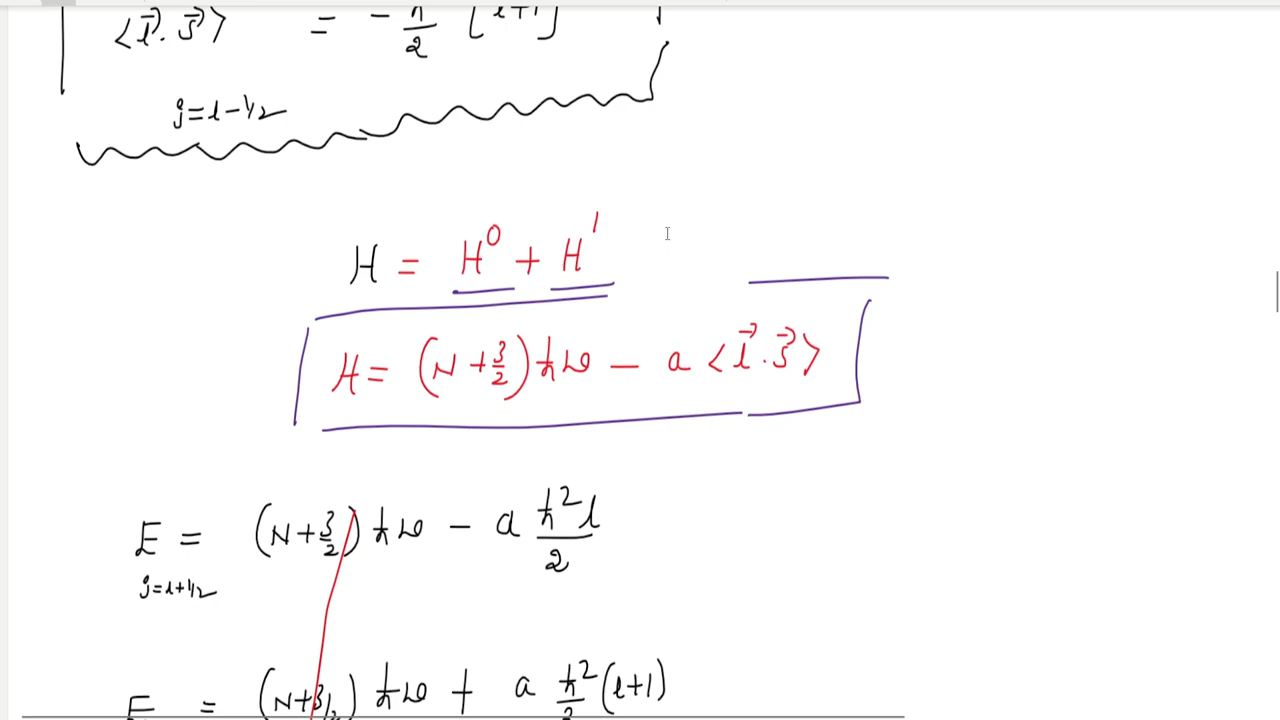 ⟨l⃗.s⃗⟩ = - ħ/2 [l+1]
j=l-1/2
H = H⁰ + H'
H = (N+3/2)ħω - a⟨l⃗.s⃗⟩
E = (N+3/2)ħω - a ħ²l/2
j=l+1/2
E = (N+3/2)ħω + a ħ²/2 (l+1)